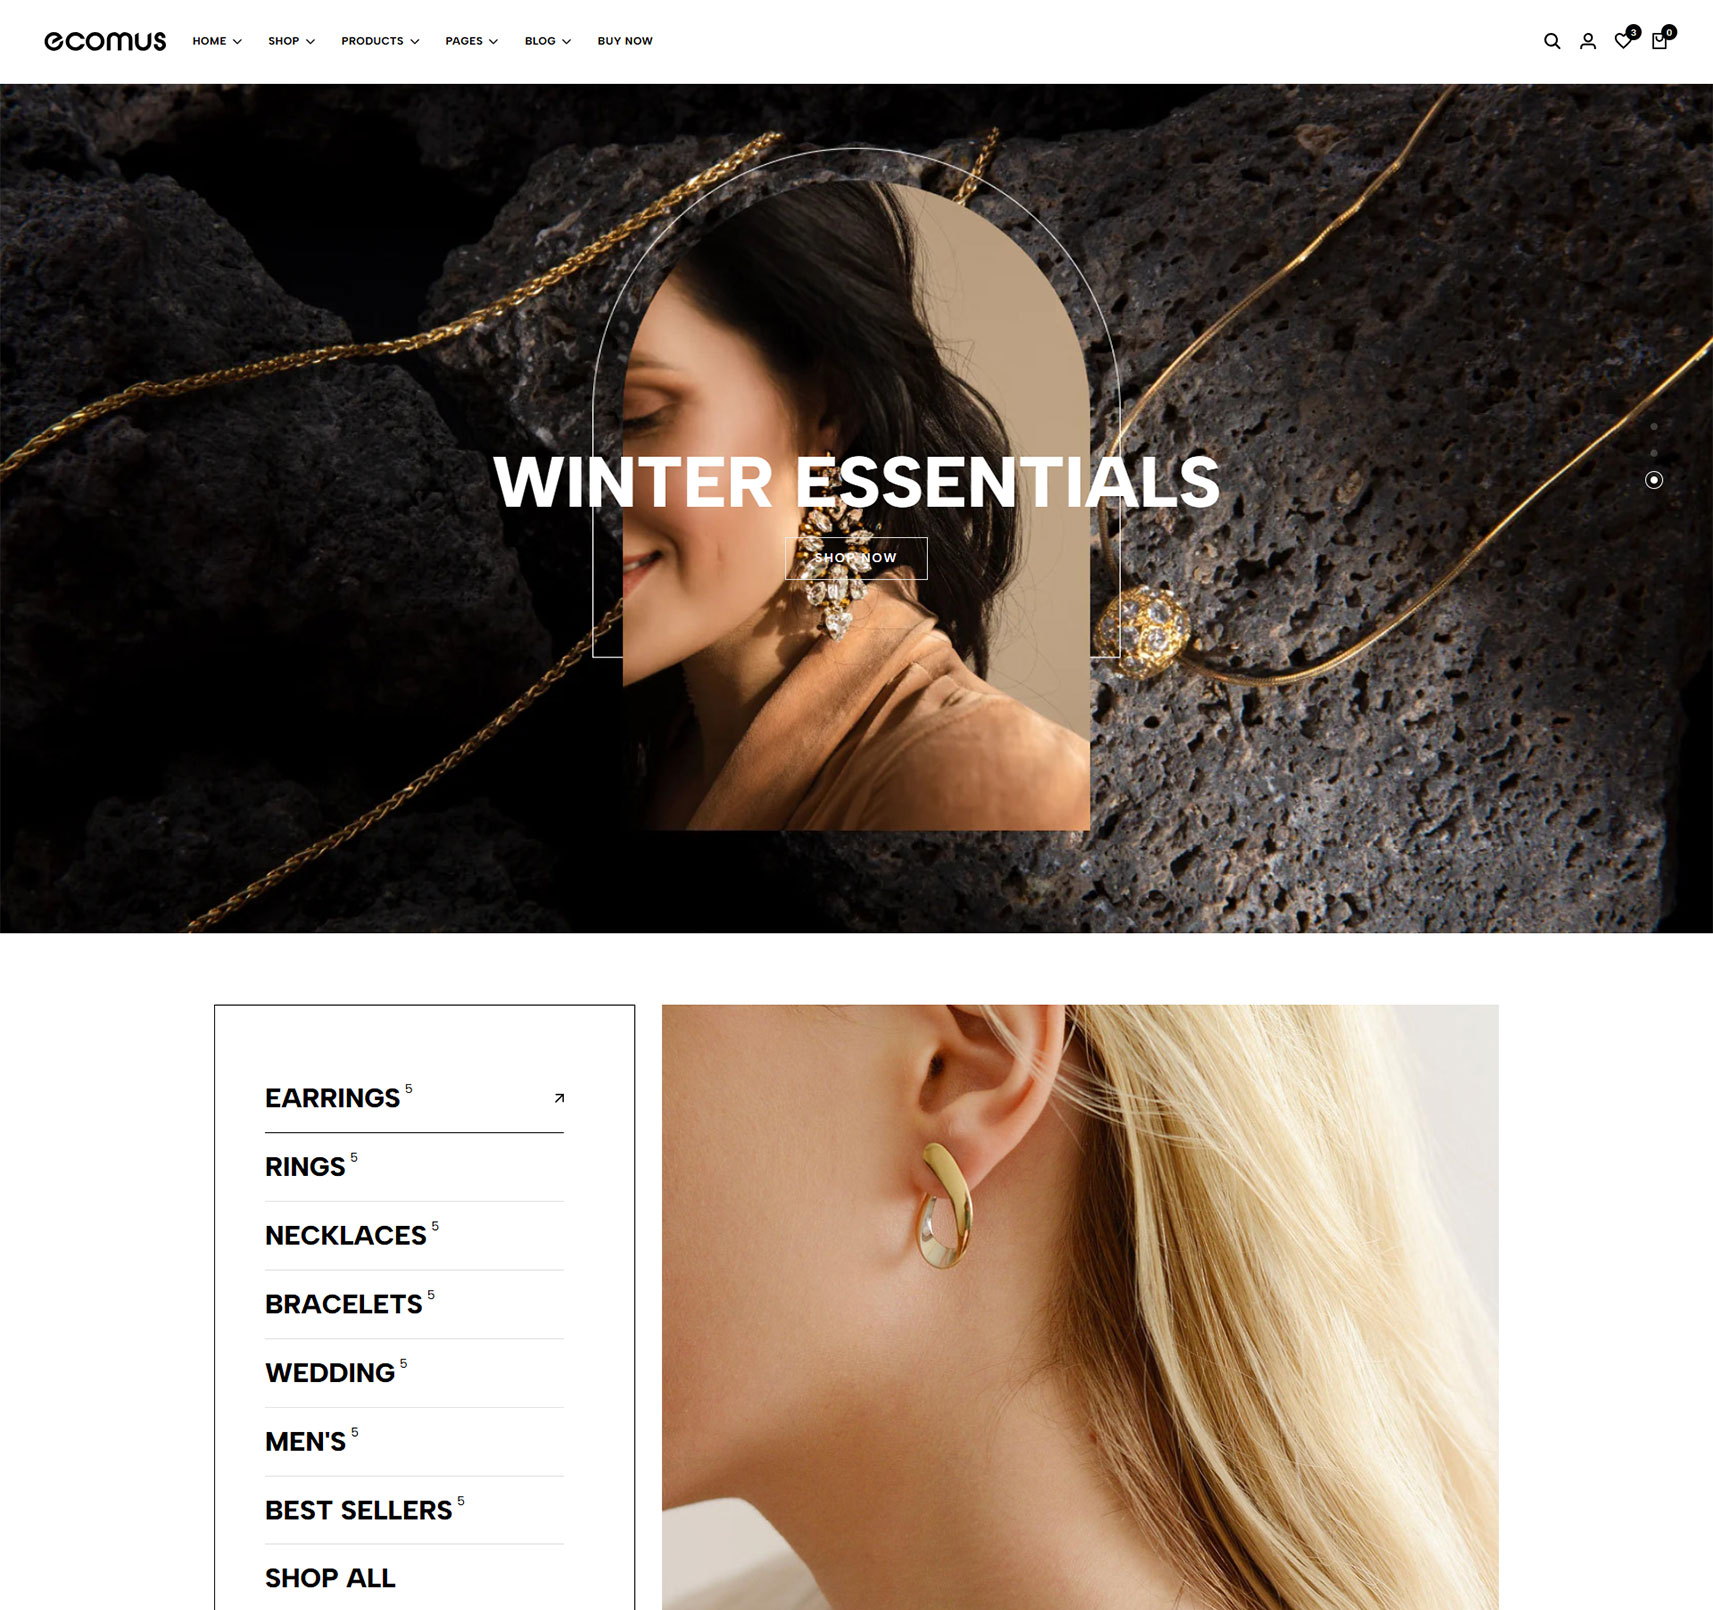 ecomus HOME SHOP PRODUCTS PAGES BLOG BUY NOW 3 0
WINTER ESSENTIALS
SHOP NOW
EARRINGS 5
RINGS 5
NECKLACES 5
BRACELETS 5
WEDDING 5
MEN'S 5
BEST SELLERS 5
SHOP ALL